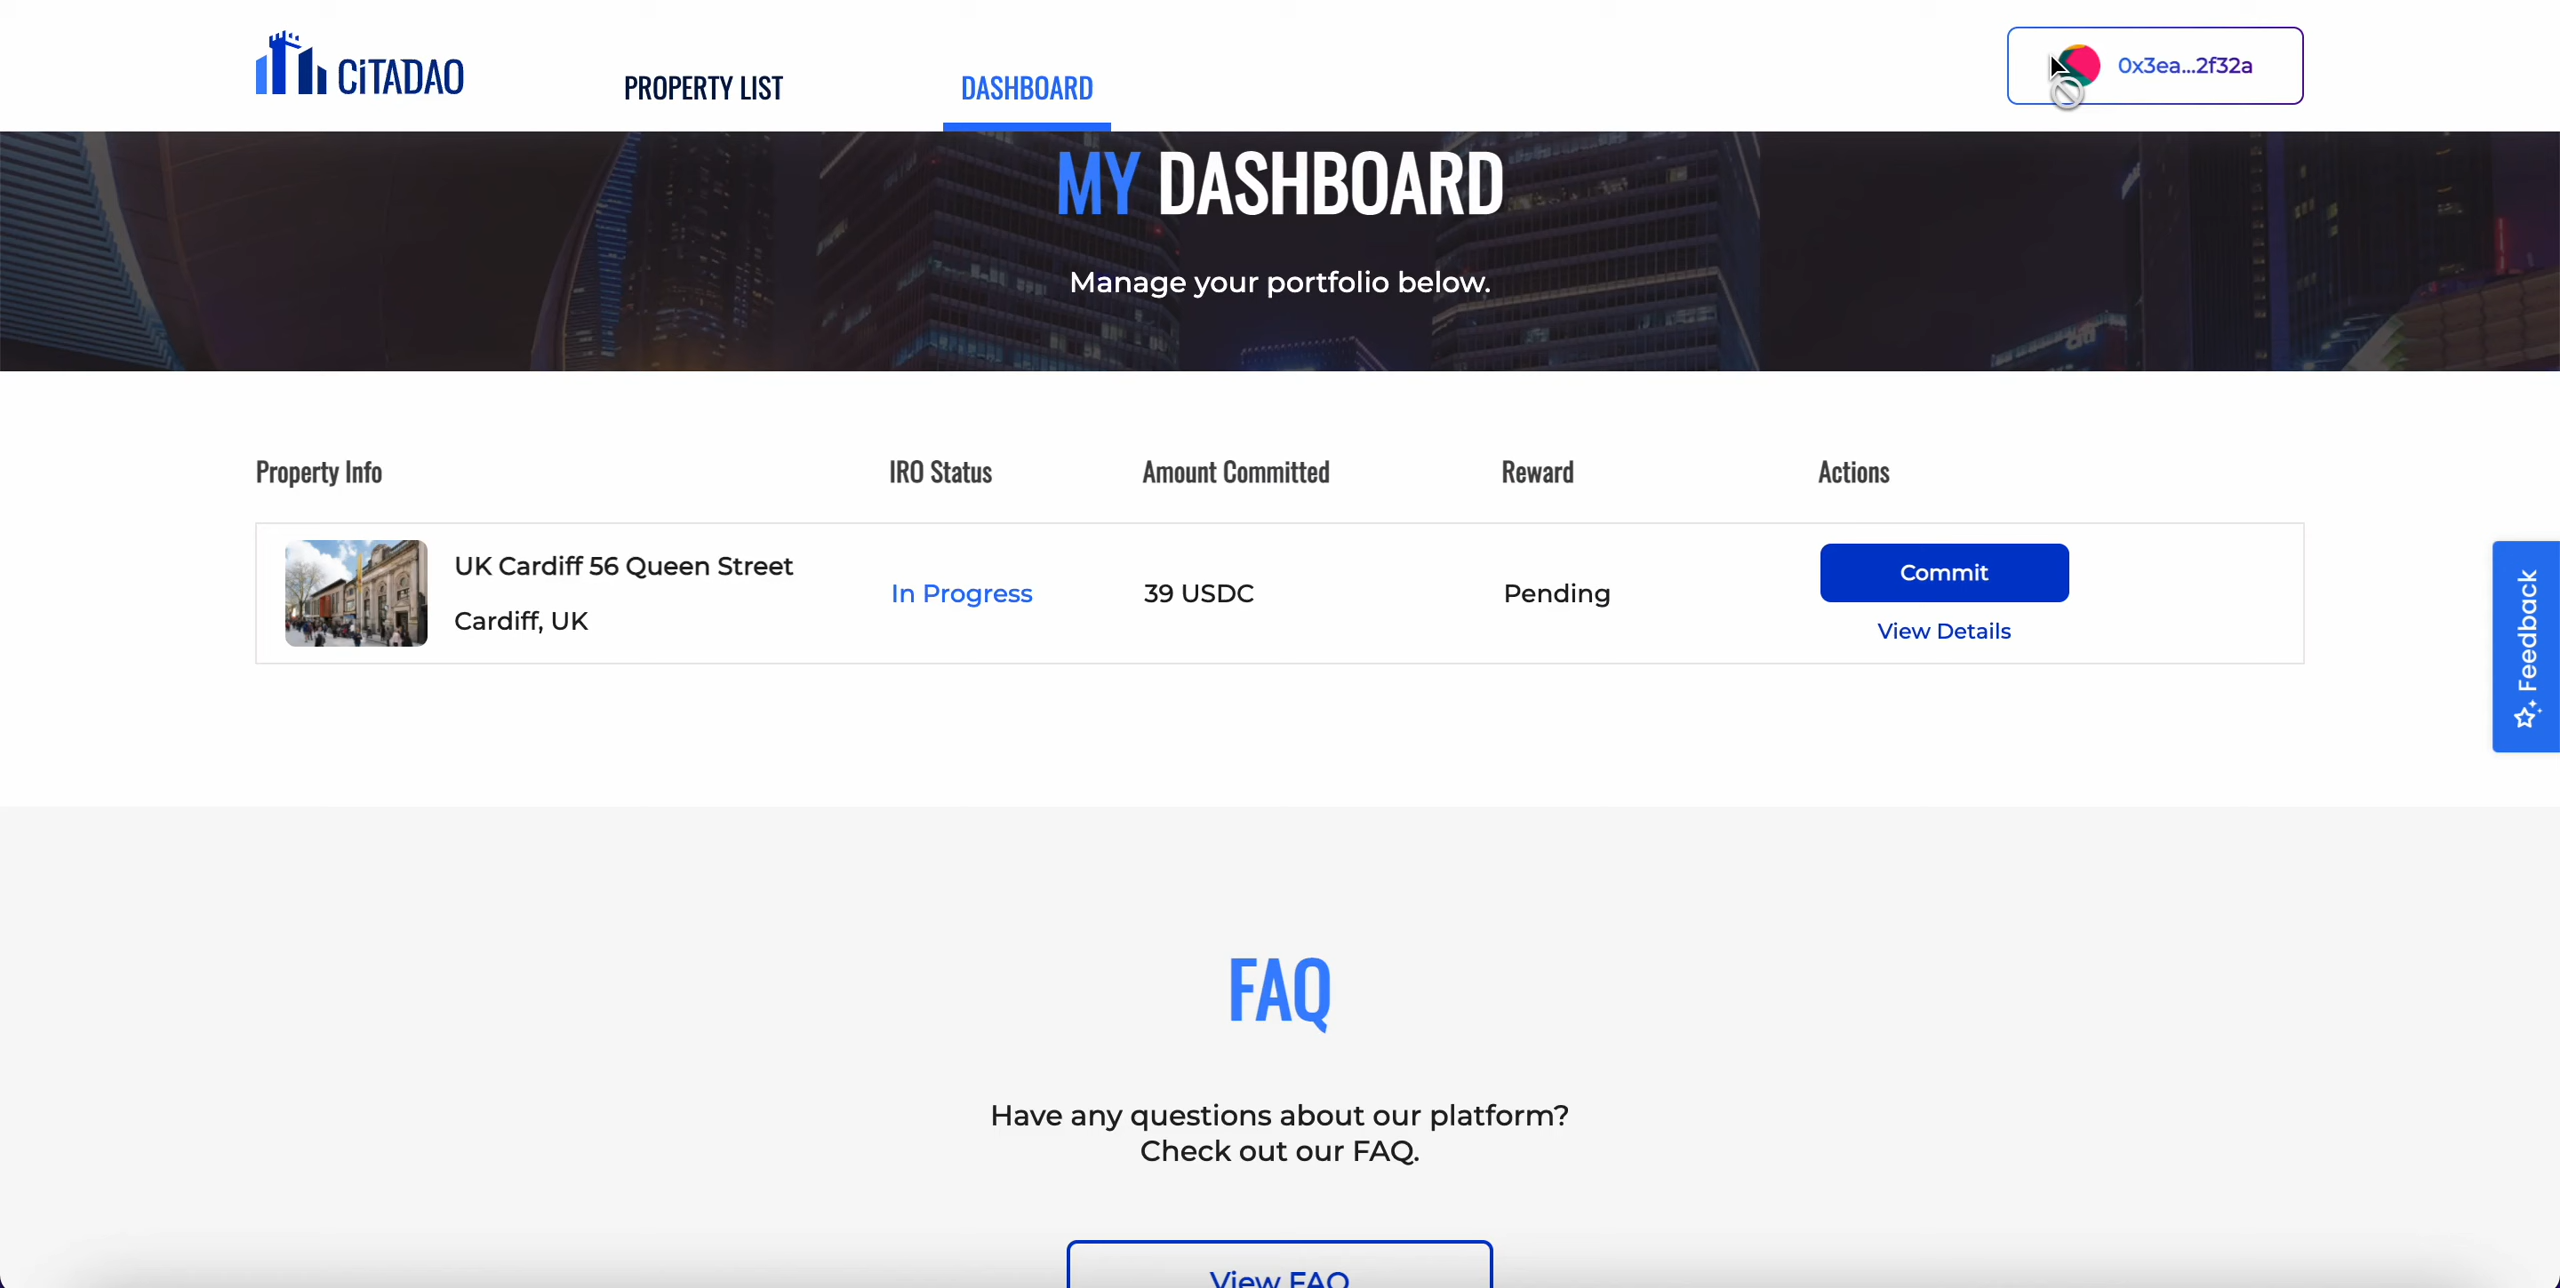 CiTADAO
PROPERTY LIST
DASHBOARD
0x3ea...2f32a
MY DASHBOARD
Manage your portfolio below.
Property Info
IRO Status
Amount Committed
Reward
Actions
UK Cardiff 56 Queen Street
Cardiff, UK
In Progress
39 USDC
Pending
Commit
View Details
Feedback
FAQ
Have any questions about our platform?
Check out our FAQ.
View FAQ